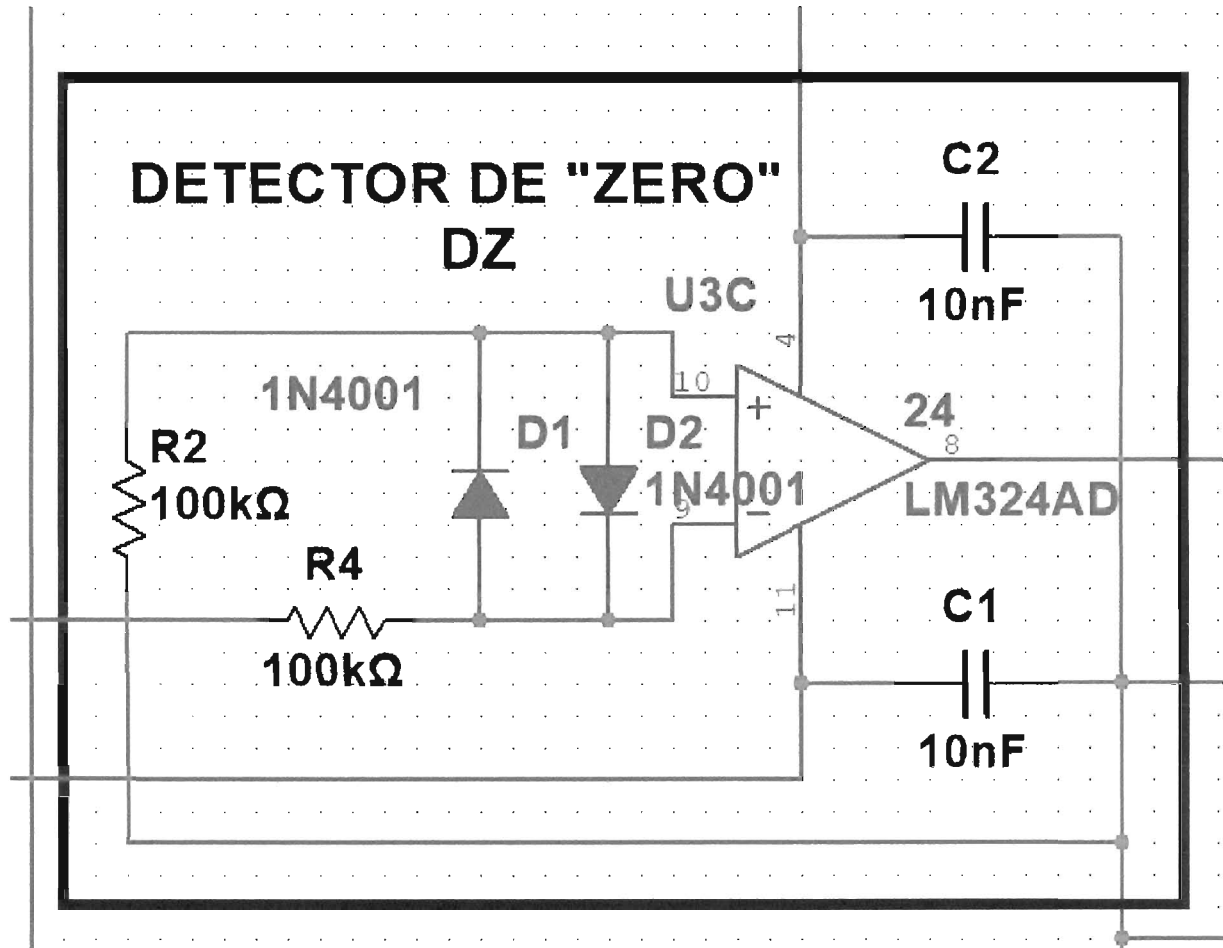 DETECTOR DE "ZERO"
DZ
C2
10nF
U3C
4
1N4001
10
+
24
8
D1
D2
R2
100kΩ
1N4001
9
−
LM324AD
R4
100kΩ
11
C1
10nF